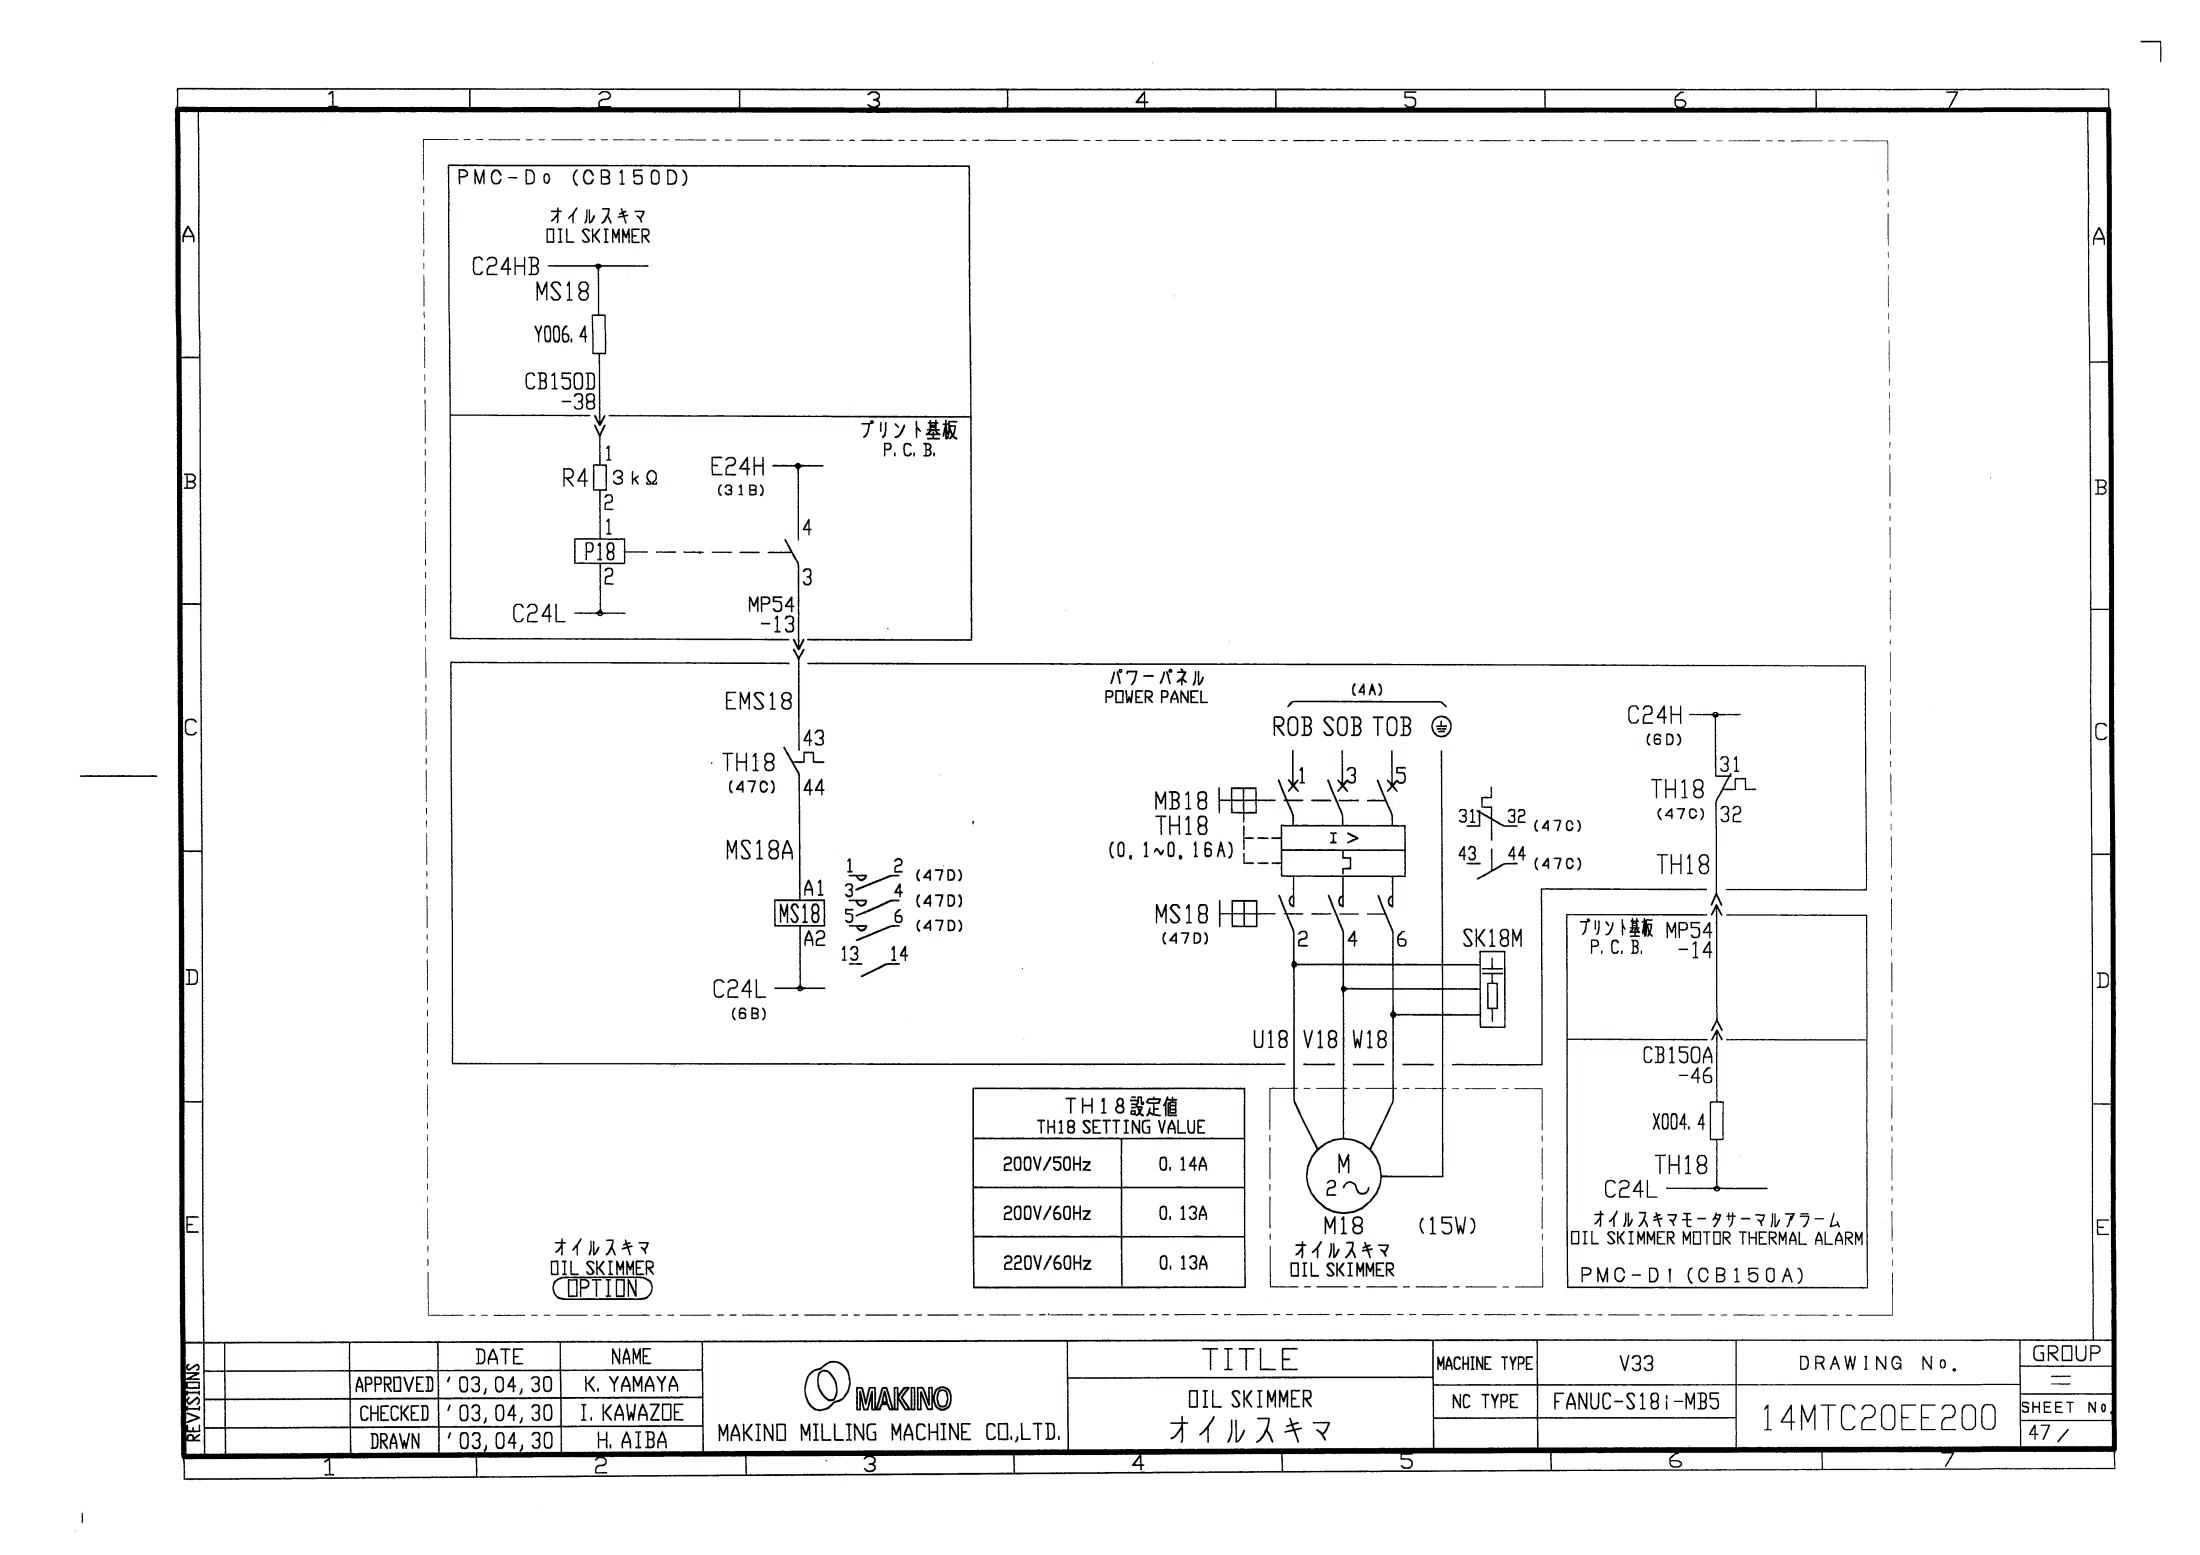 1 2 3 4 5 6 7
A
B
C
D
E
A
B
C
D
E
PMC-Do (CB150D)
オイルスキマ
OIL SKIMMER
C24HB
MS18
Y006.4
CB150D
-38
プリント基板
P.C.B.
1
R4 3kΩ
2
1
P18
2
C24L
E24H
(31B)
4
3
MP54
-13
パワーパネル
POWER PANEL
EMS18
43
TH18
(47C) 44
MS18A
A1
MS18
A2
C24L
(6B)
1 2 (47D)
3 4 (47D)
5 6 (47D)
13 14
(4A)
ROB SOB TOB
1 3 5
MB18
TH18
(0.1~0.16A)
I >
MS18
(47D)
2 4 6
31 32 (47C)
43 44 (47C)
SK18M
U18 V18 W18
M
2~
M18 (15W)
オイルスキマ
OIL SKIMMER
C24H
(6D)
31
TH18
(47C) 32
TH18
プリント基板 MP54
P.C.B. -14
CB150A
-46
X004.4
TH18
C24L
オイルスキマモータサーマルアラーム
OIL SKIMMER MOTOR THERMAL ALARM
PMC-DI (CB150A)
TH18設定値
TH18 SETTING VALUE
200V/50Hz 0.14A
200V/60Hz 0.13A
220V/60Hz 0.13A
オイルスキマ
OIL SKIMMER
OPTION
REVISIONS
DATE NAME
APPROVED '03,04,30 K. YAMAYA
CHECKED '03,04,30 I. KAWAZOE
DRAWN '03,04,30 H. AIBA
MAKINO
MAKINO MILLING MACHINE CO.,LTD.
TITLE
OIL SKIMMER
オイルスキマ
MACHINE TYPE V33
NC TYPE FANUC-S18i-MB5
DRAWING No.
14MTC20EE200
GROUP
=
SHEET No.
47/
1 2 3 4 5 6 7